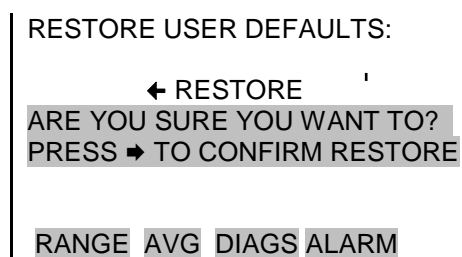 RESTORE USER DEFAULTS:
← RESTORE '
ARE YOU SURE YOU WANT TO?
PRESS → TO CONFIRM RESTORE
RANGE AVG DIAGS ALARM